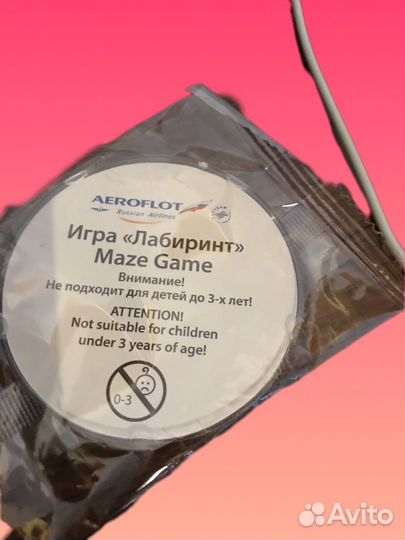 AEROFLOT
Russian Airlines
Игра «Лабиринт»
Maze Game
Внимание!
Не подходит для детей до 3-х лет!
ATTENTION!
Not suitable for children
under 3 years of age!
0-3
Avito